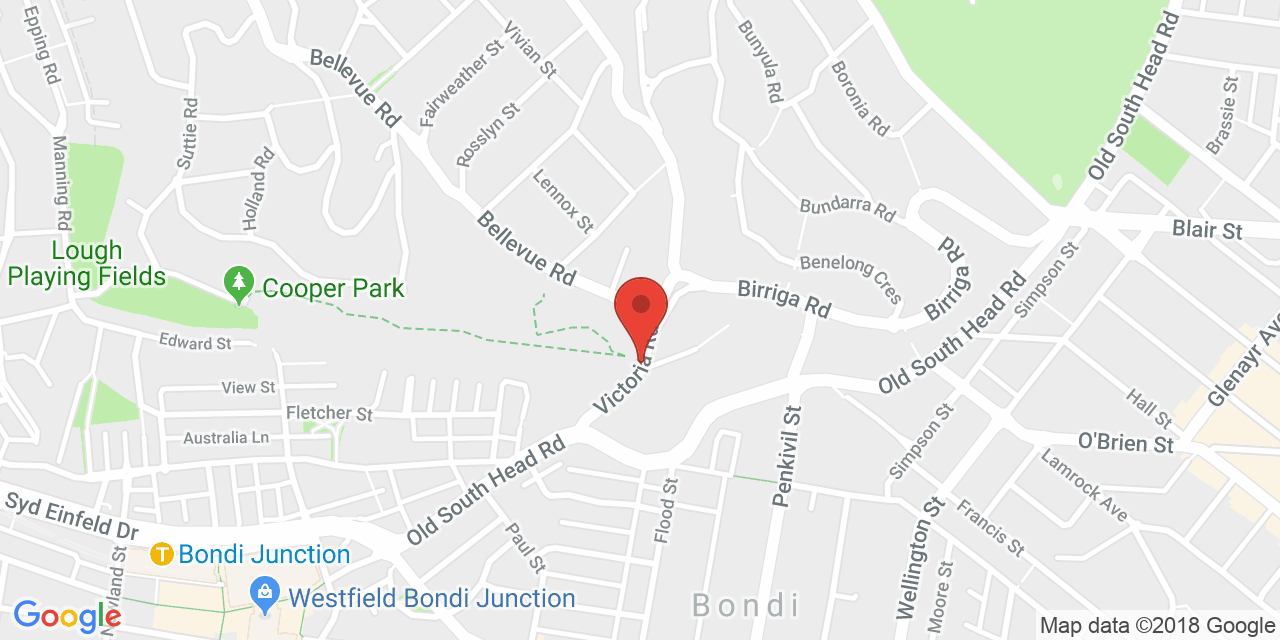 Epping Rd
Bellevue Rd
Fairweather St
Vivian St
Bunyula Rd
Boronia Rd
Old South Head Rd
Brassie St
Suttie Rd
Rosslyn St
Manning Rd
Holland Rd
Lennox St
Bundarra Rd
Blair St
Bellevue Rd
Lough
Playing Fields
Cooper Park
Benelong Cres
Birriga Rd
Birriga Rd
Simpson St
Old South Head Rd
Edward St
Victoria Rd
Glenayr Ave
View St
Fletcher St
Australia Ln
Hall St
Penkivil St
Simpson St
O'Brien St
Old South Head Rd
Lamrock Ave
Syd Einfeld Dr
Flood St
Paul St
Francis St
Wellington St
Moore St
Bondi Junction
Westfield Bondi Junction
Bondi
Google
Map data ©2018 Google